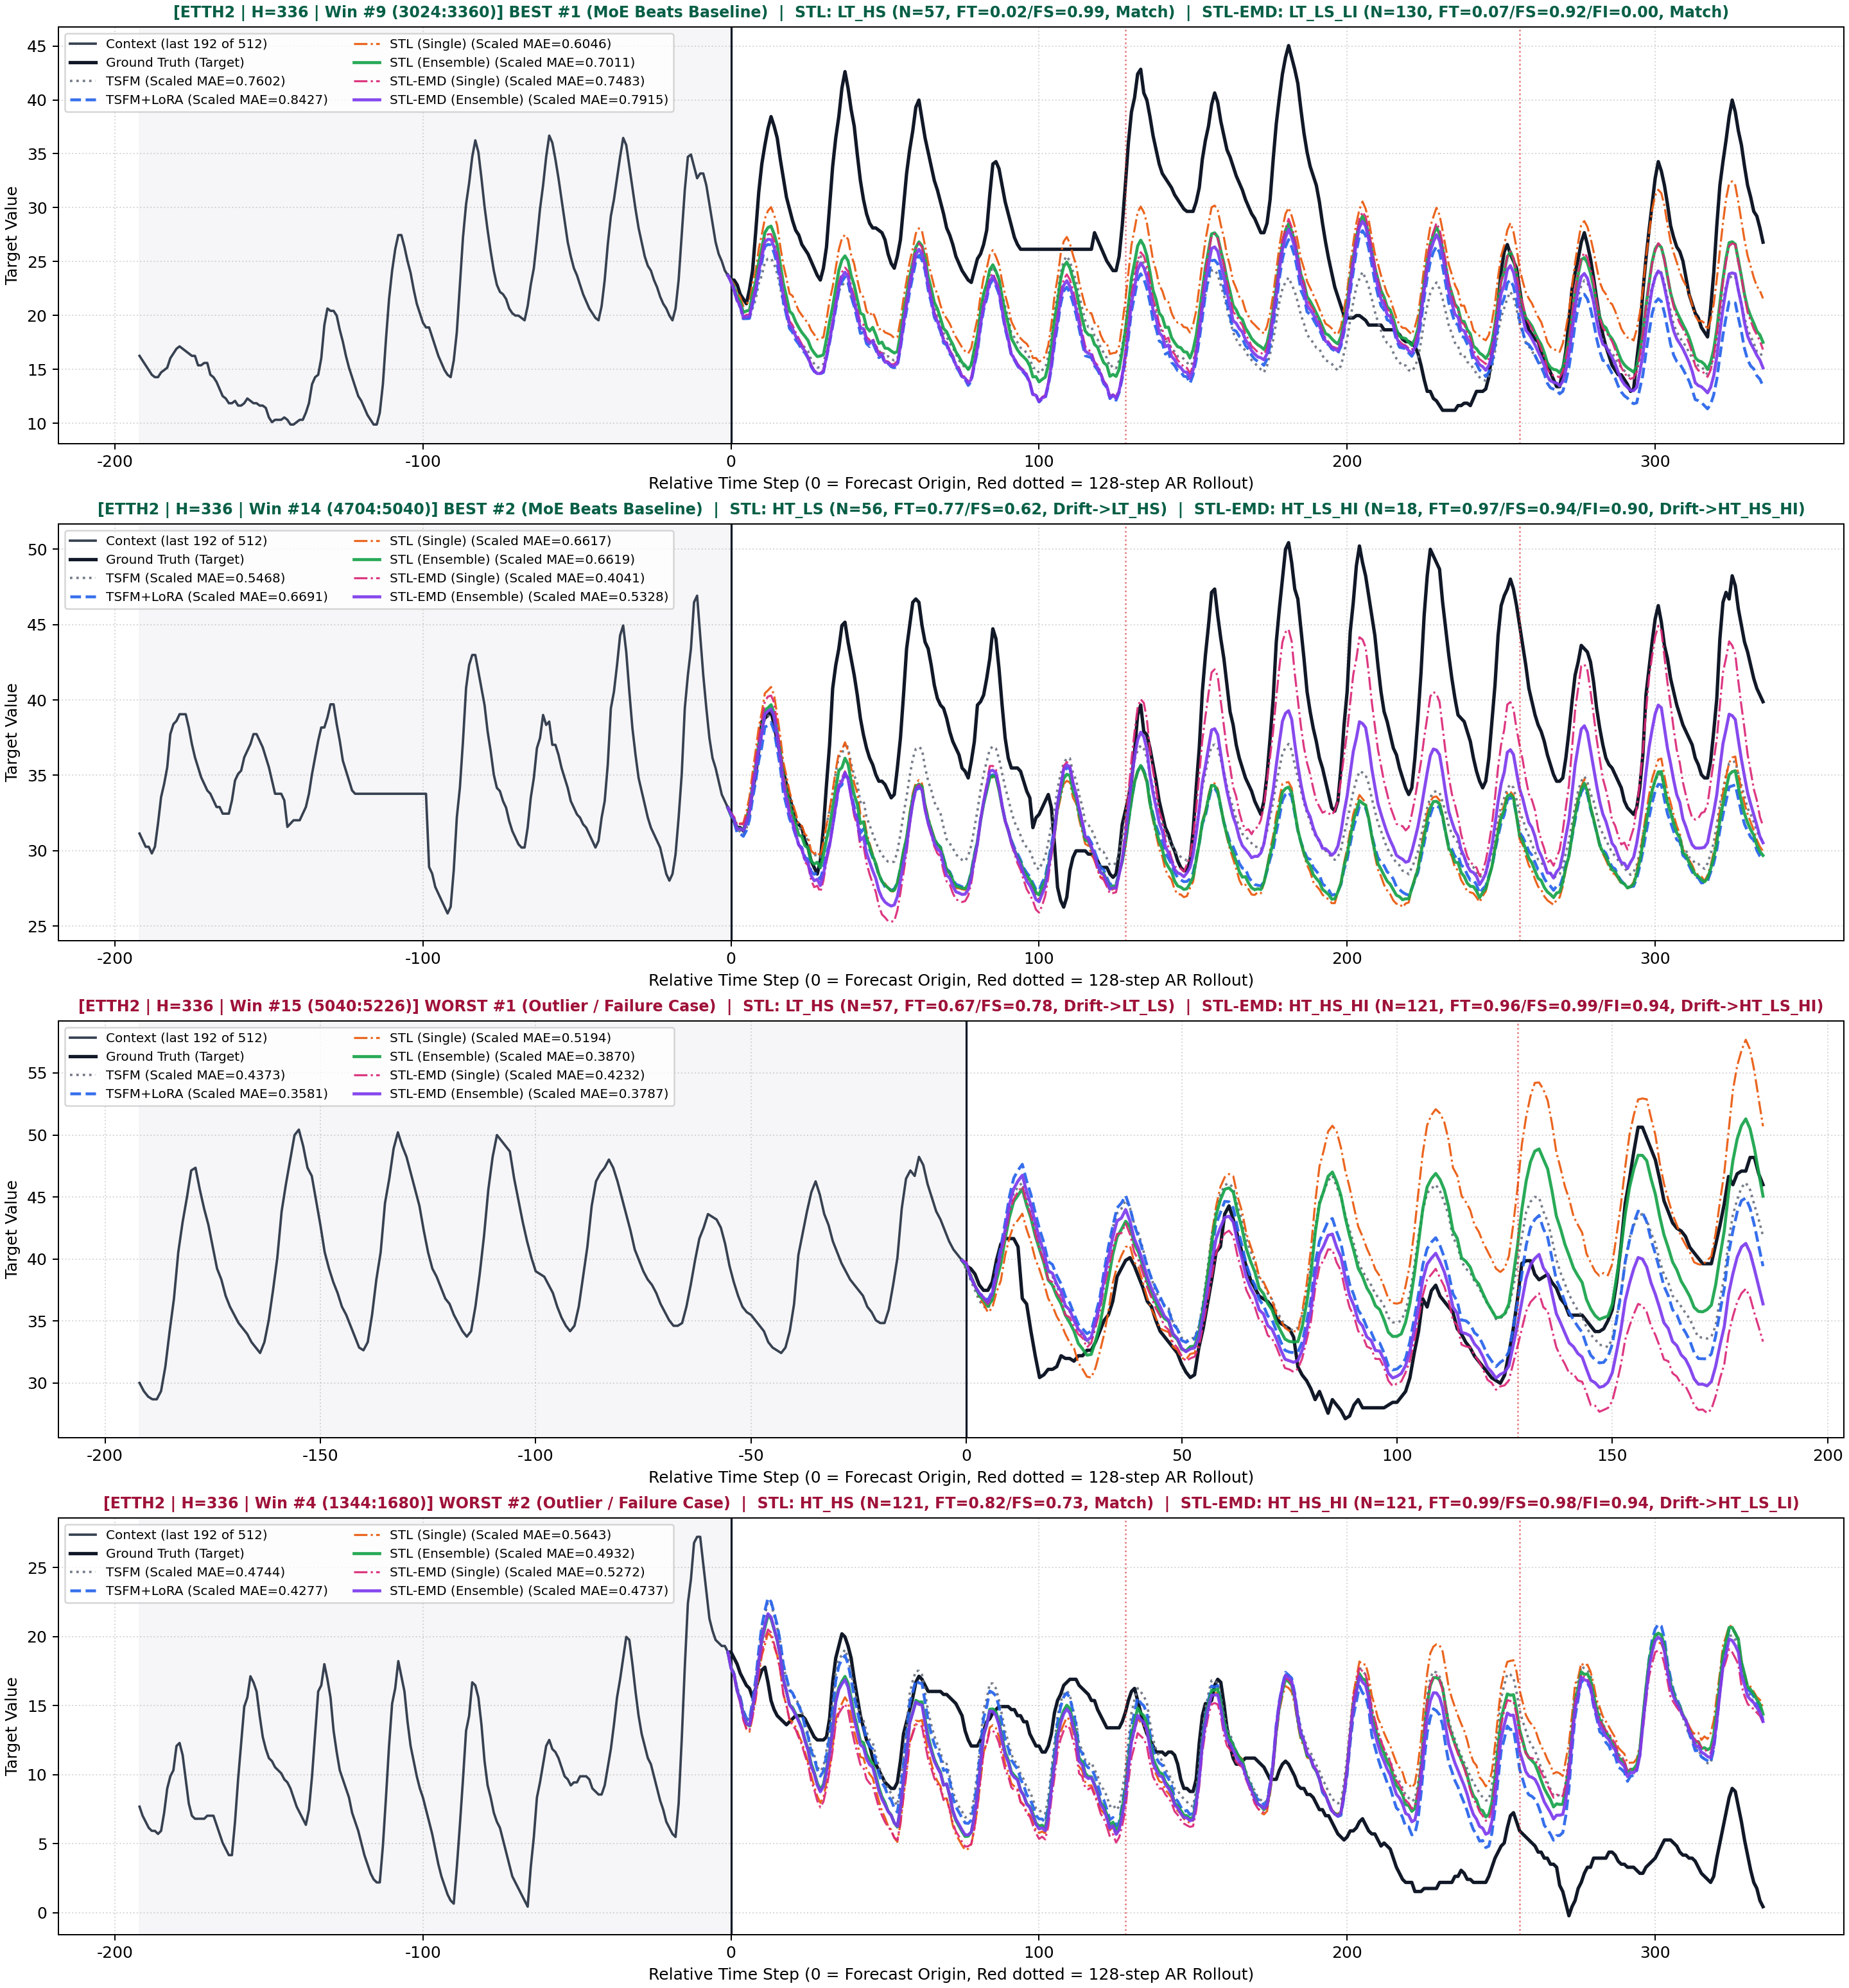 [ETTH2 | H=336 | Win #9 (3024:3360)] BEST #1 (MoE Beats Baseline) | STL: LT_HS (N=57, FT=0.02/FS=0.99, Match) | STL-EMD: LT_LS_LI (N=130, FT=0.07/FS=0.92/FI=0.00, Match)
Context (last 192 of 512)
Ground Truth (Target)
TSFM (Scaled MAE=0.7602)
TSFM+LoRA (Scaled MAE=0.8427)
STL (Single) (Scaled MAE=0.6046)
STL (Ensemble) (Scaled MAE=0.7011)
STL-EMD (Single) (Scaled MAE=0.7483)
STL-EMD (Ensemble) (Scaled MAE=0.7915)
Target Value
45
40
35
30
25
20
15
10
-200 -100 0 100 200 300
Relative Time Step (0 = Forecast Origin, Red dotted = 128-step AR Rollout)
[ETTH2 | H=336 | Win #14 (4704:5040)] BEST #2 (MoE Beats Baseline) | STL: HT_LS (N=56, FT=0.77/FS=0.62, Drift->LT_HS) | STL-EMD: HT_LS_HI (N=18, FT=0.97/FS=0.94/FI=0.90, Drift->HT_HS_HI)
Context (last 192 of 512)
Ground Truth (Target)
TSFM (Scaled MAE=0.5468)
TSFM+LoRA (Scaled MAE=0.6691)
STL (Single) (Scaled MAE=0.6617)
STL (Ensemble) (Scaled MAE=0.6619)
STL-EMD (Single) (Scaled MAE=0.4041)
STL-EMD (Ensemble) (Scaled MAE=0.5328)
Target Value
50
45
40
35
30
25
-200 -100 0 100 200 300
Relative Time Step (0 = Forecast Origin, Red dotted = 128-step AR Rollout)
[ETTH2 | H=336 | Win #15 (5040:5226)] WORST #1 (Outlier / Failure Case) | STL: LT_HS (N=57, FT=0.67/FS=0.78, Drift->LT_LS) | STL-EMD: HT_HS_HI (N=121, FT=0.96/FS=0.99/FI=0.94, Drift->HT_LS_HI)
Context (last 192 of 512)
Ground Truth (Target)
TSFM (Scaled MAE=0.4373)
TSFM+LoRA (Scaled MAE=0.3581)
STL (Single) (Scaled MAE=0.5194)
STL (Ensemble) (Scaled MAE=0.3870)
STL-EMD (Single) (Scaled MAE=0.4232)
STL-EMD (Ensemble) (Scaled MAE=0.3787)
Target Value
55
50
45
40
35
30
-200 -150 -100 -50 0 50 100 150 200
Relative Time Step (0 = Forecast Origin, Red dotted = 128-step AR Rollout)
[ETTH2 | H=336 | Win #4 (1344:1680)] WORST #2 (Outlier / Failure Case) | STL: HT_HS (N=121, FT=0.82/FS=0.73, Match) | STL-EMD: HT_HS_HI (N=121, FT=0.99/FS=0.98/FI=0.94, Drift->HT_LS_LI)
Context (last 192 of 512)
Ground Truth (Target)
TSFM (Scaled MAE=0.4744)
TSFM+LoRA (Scaled MAE=0.4277)
STL (Single) (Scaled MAE=0.5643)
STL (Ensemble) (Scaled MAE=0.4932)
STL-EMD (Single) (Scaled MAE=0.5272)
STL-EMD (Ensemble) (Scaled MAE=0.4737)
Target Value
25
20
15
10
5
0
-200 -100 0 100 200 300
Relative Time Step (0 = Forecast Origin, Red dotted = 128-step AR Rollout)